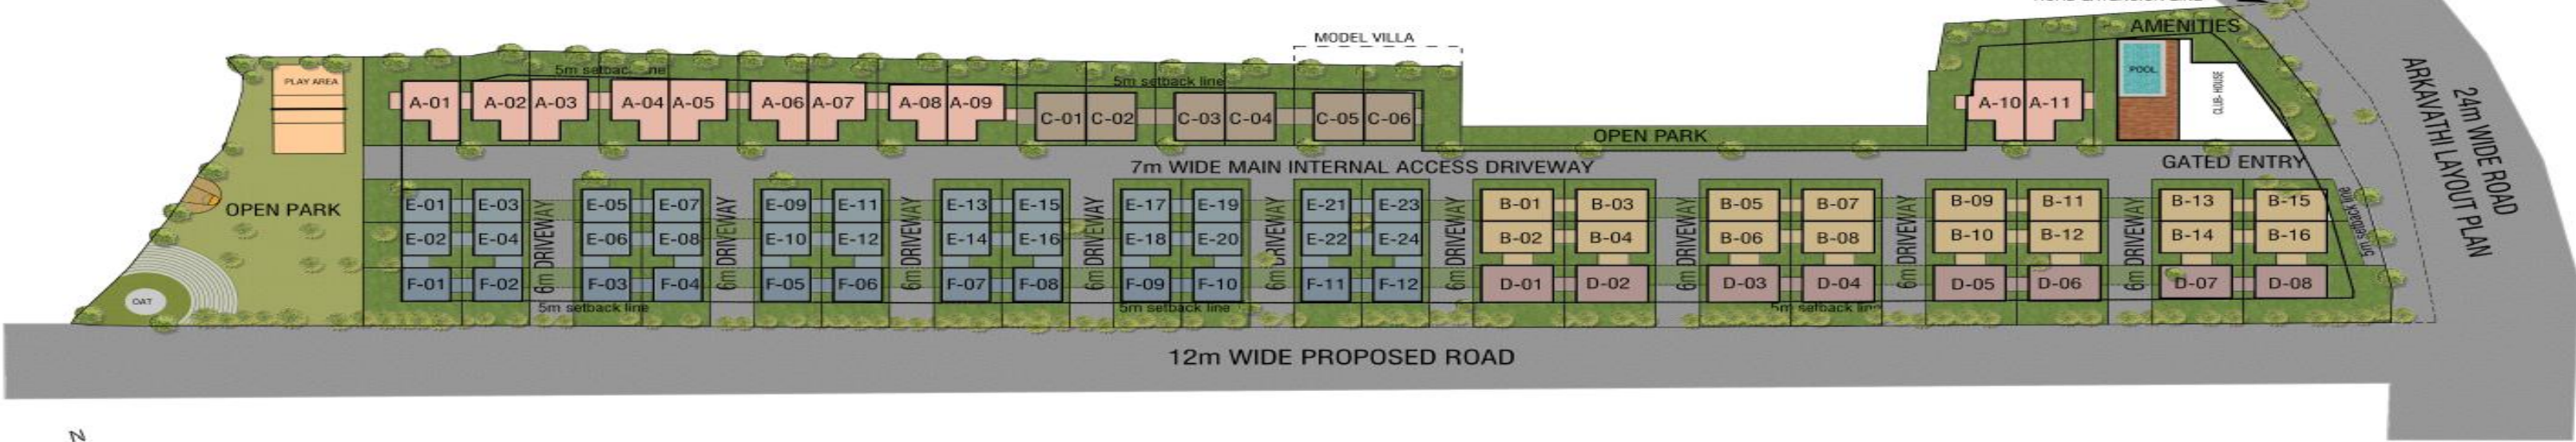 AMENITIES
MODEL VILLA
PLAY AREA
5m setbac  ne
5m setback line
POOL
CLUB-HOUSE
24m WIDE ROAD
ARKAVATHI LAYOUT PLAN
A-01 A-02 A-03 A-04 A-05 A-06 A-07 A-08 A-09 C-01 C-02 C-03 C-04 C-05 C-06 A-10 A-11
OPEN PARK
7m WIDE MAIN INTERNAL ACCESS DRIVEWAY
GATED ENTRY
OPEN PARK
E-01 E-03 E-05 E-07 E-09 E-11 E-13 E-15 E-17 E-19 E-21 E-23 B-01 B-03 B-05 B-07 B-09 B-11 B-13 B-15
E-02 E-04 E-06 E-08 E-10 E-12 E-14 E-16 E-18 E-20 E-22 E-24 B-02 B-04 B-06 B-08 B-10 B-12 B-14 B-16
F-01 F-02 F-03 F-04 F-05 F-06 F-07 F-08 F-09 F-10 F-11 F-12 D-01 D-02 D-03 D-04 D-05 D-06 D-07 D-08
6m DRIVEWAY
6m DRIVEWAY
6m DRIVEWAY
6m DRIVEWAY
6m DRIVEWAY
6m DRIVEWAY
6m DRIVEWAY
6m DRIVEWAY
6m DRIVEWAY
5m setback line
OAT
5m setback line
5m setback line
5m setback line
12m WIDE PROPOSED ROAD
N